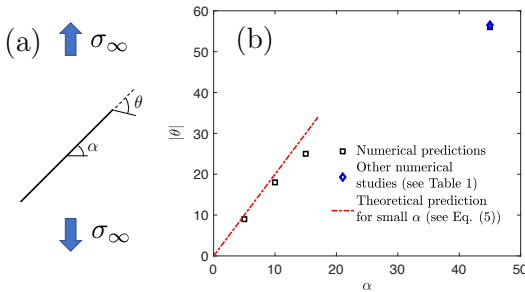 (a)
σ∞
θ
α
σ∞
(b)
60
50
40
30
20
10
0
|θ|
0 10 20 30 40 50
α
Numerical predictions
Other numerical
studies (see Table 1)
Theoretical prediction
for small α (see Eq. (5))